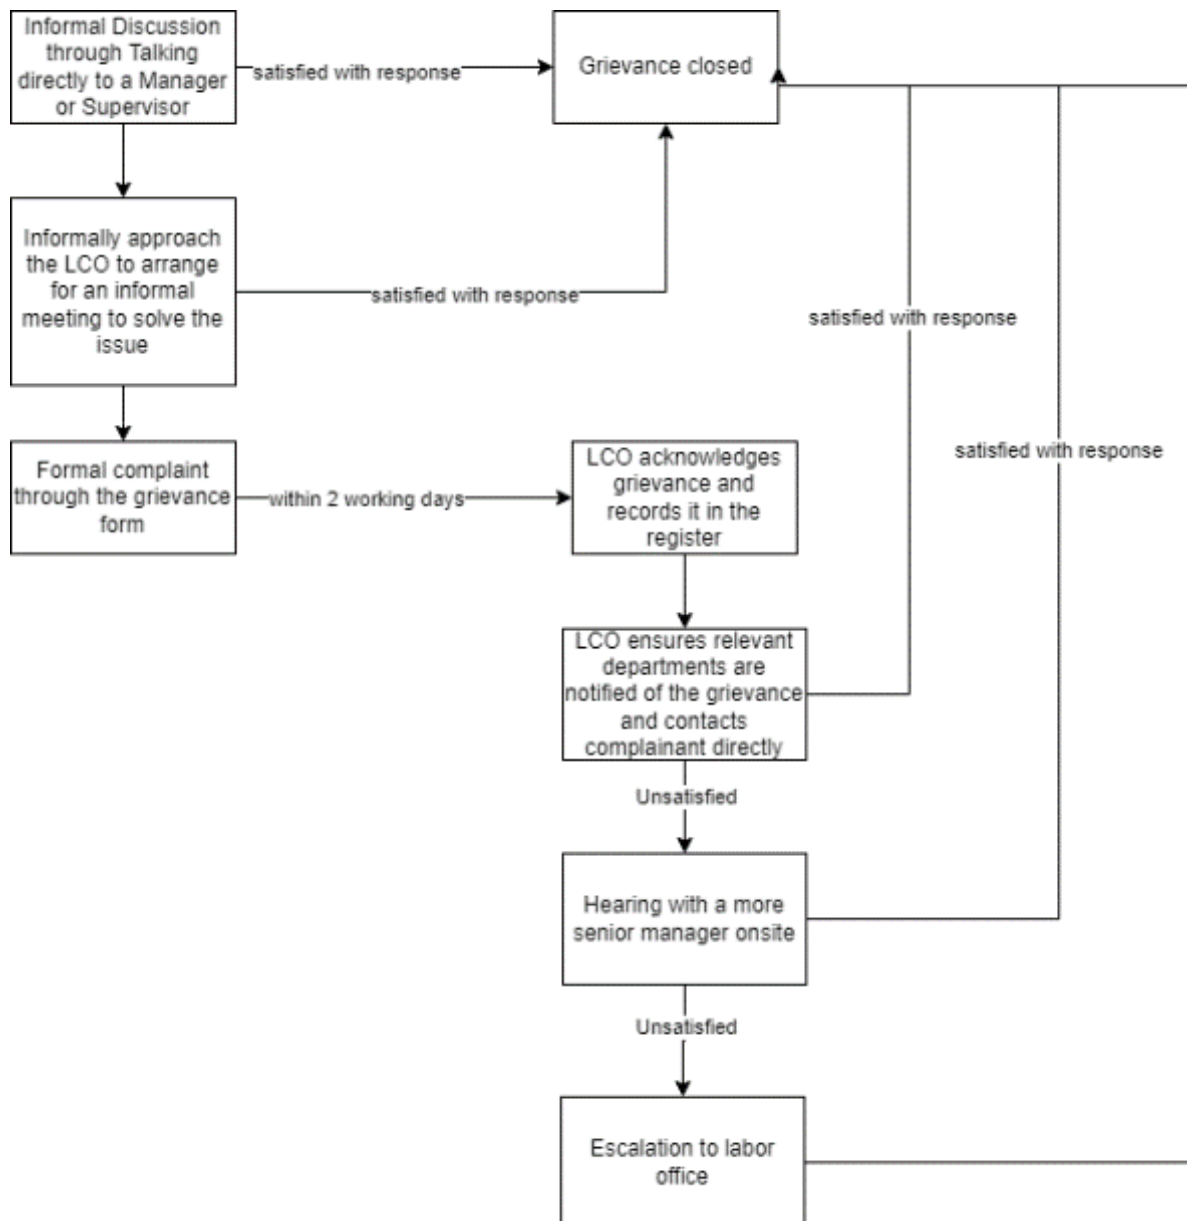 Informal Discussion
through Talking
directly to a Manager
or Supervisor
satisfied with response
Grievance closed
Informally approach
the LCO to arrange
for an informal
meeting to solve the
issue
satisfied with response
satisfied with response
satisfied with response
Formal complaint
through the grievance
form
within 2 working days
LCO acknowledges
grievance and
records it in the
register
LCO ensures relevant
departments are
notified of the grievance
and contacts
complainant directly
Unsatisfied
Hearing with a more
senior manager onsite
Unsatisfied
Escalation to labor
office